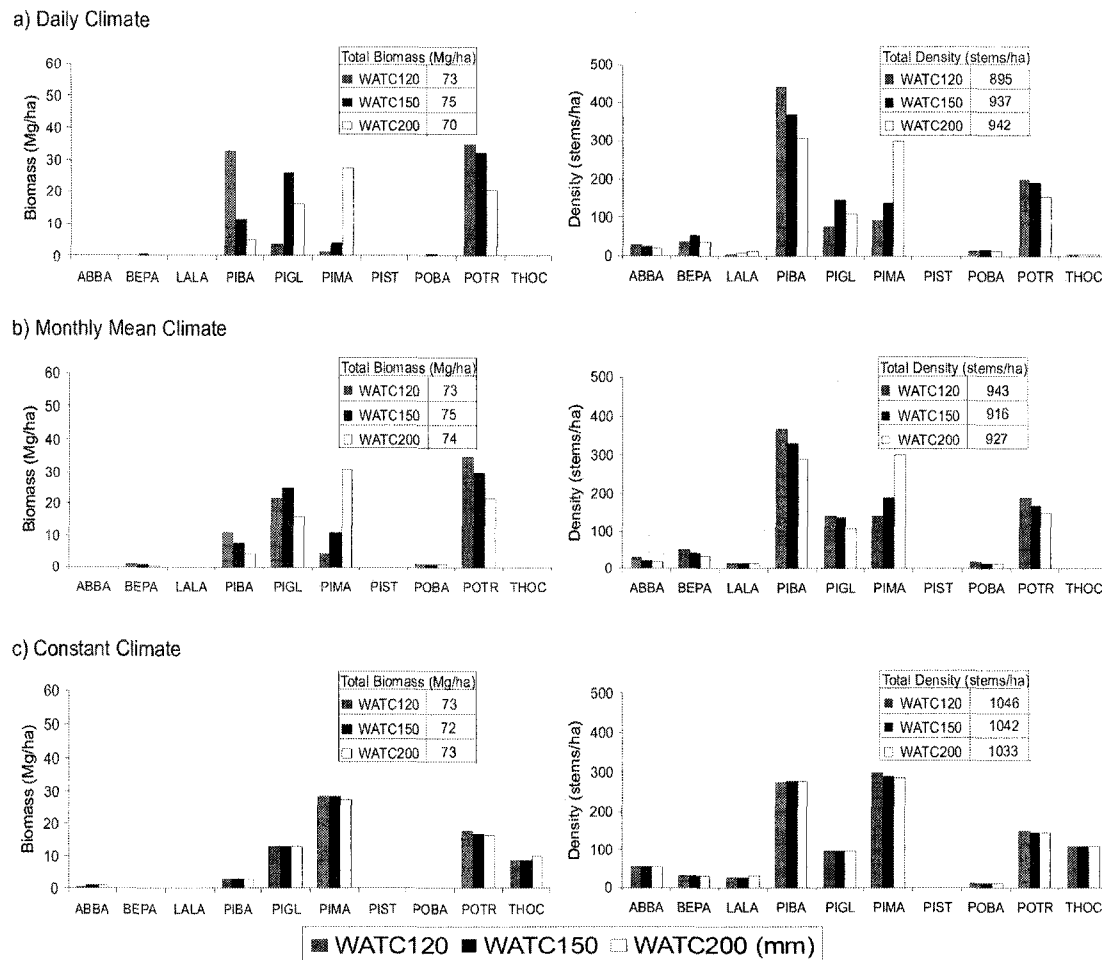 a) Daily Climate
Biomass (Mg/ha)
60
50
40
30
20
10
0
Total Biomass (Mg/ha)
WATC120 73
WATC150 75
WATC200 70
ABBA BEPA LALA PIBA PIGL PIMA PIST POBA POTR THOC
Density (stems/ha)
500
400
300
200
100
0
Total Density (stems/ha)
WATC120 895
WATC150 937
WATC200 942
ABBA BEPA LALA PIBA PIGL PIMA PIST POBA POTR THOC
b) Monthly Mean Climate
Biomass (Mg/ha)
60
50
40
30
20
10
0
Total Biomass (Mg/ha)
WATC120 73
WATC150 75
WATC200 74
ABBA BEPA LALA PIBA PIGL PIMA PIST POBA POTR THOC
Density (stems/ha)
500
400
300
200
100
0
Total Density (stems/ha)
WATC120 943
WATC150 916
WATC200 927
ABBA BEPA LALA PIBA PIGL PIMA PIST POBA POTR THOC
c) Constant Climate
Biomass (Mg/ha)
60
50
40
30
20
10
0
Total Biomass (Mg/ha)
WATC120 73
WATC150 72
WATC200 73
ABBA BEPA LALA PIBA PIGL PIMA PIST POBA POTR THOC
Density (stems/ha)
500
400
300
200
100
0
Total Density (stems/ha)
WATC120 1046
WATC150 1042
WATC200 1033
ABBA BEPA LALA PIBA PIGL PIMA PIST POBA POTR THOC
WATC120 WATC150 WATC200 (mm)